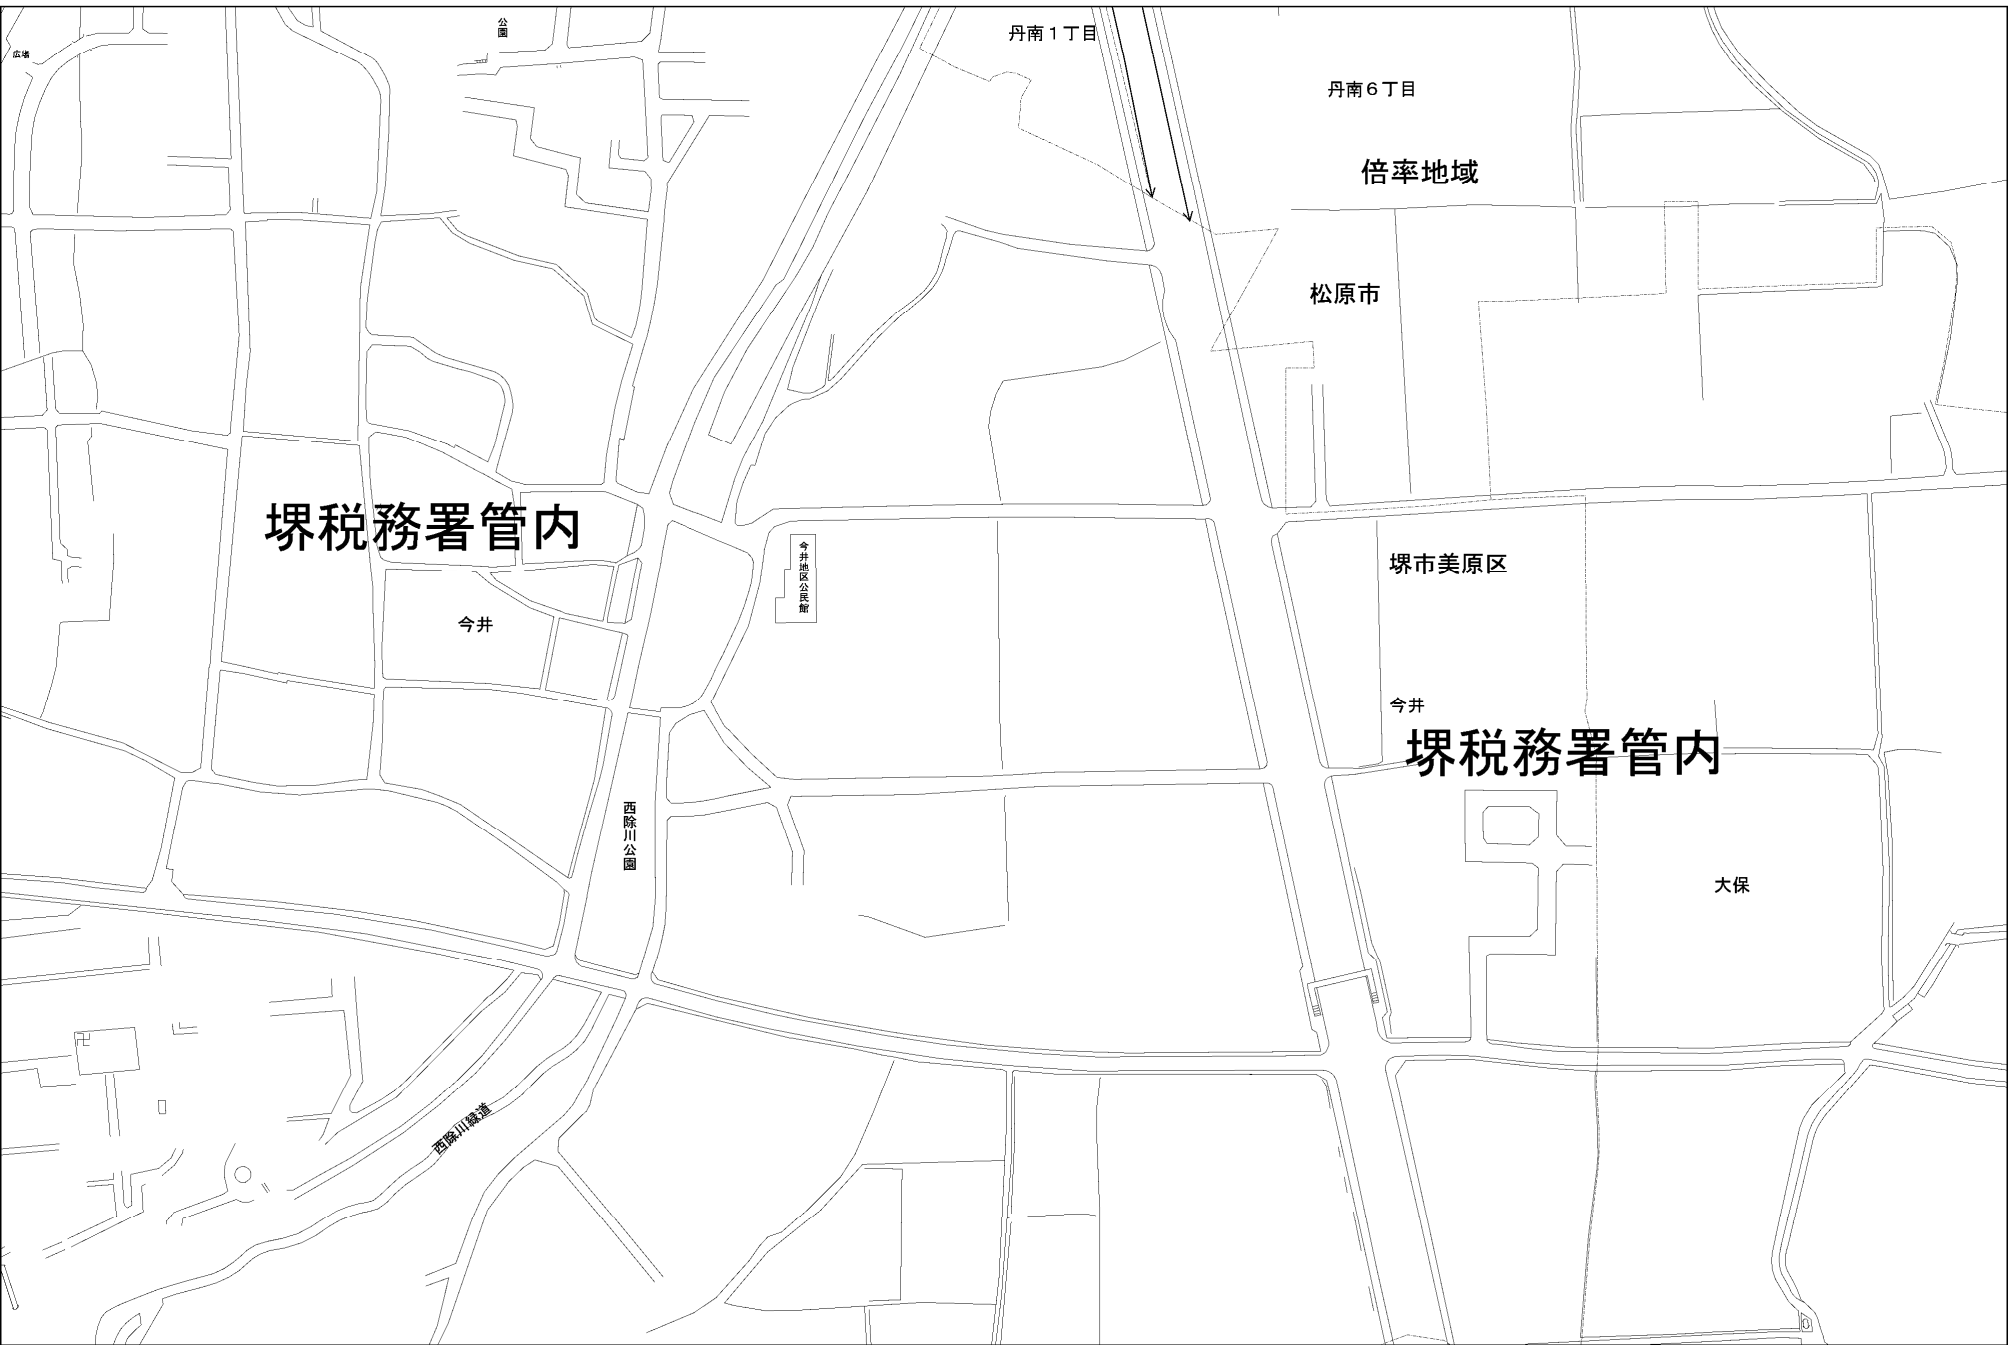 公園
丹南１丁目
広場
丹南６丁目
倍率地域
松原市
堺税務署管内
今井地区公民館
堺市美原区
今井
今井
堺税務署管内
西除川公園
大保
西除川緑道